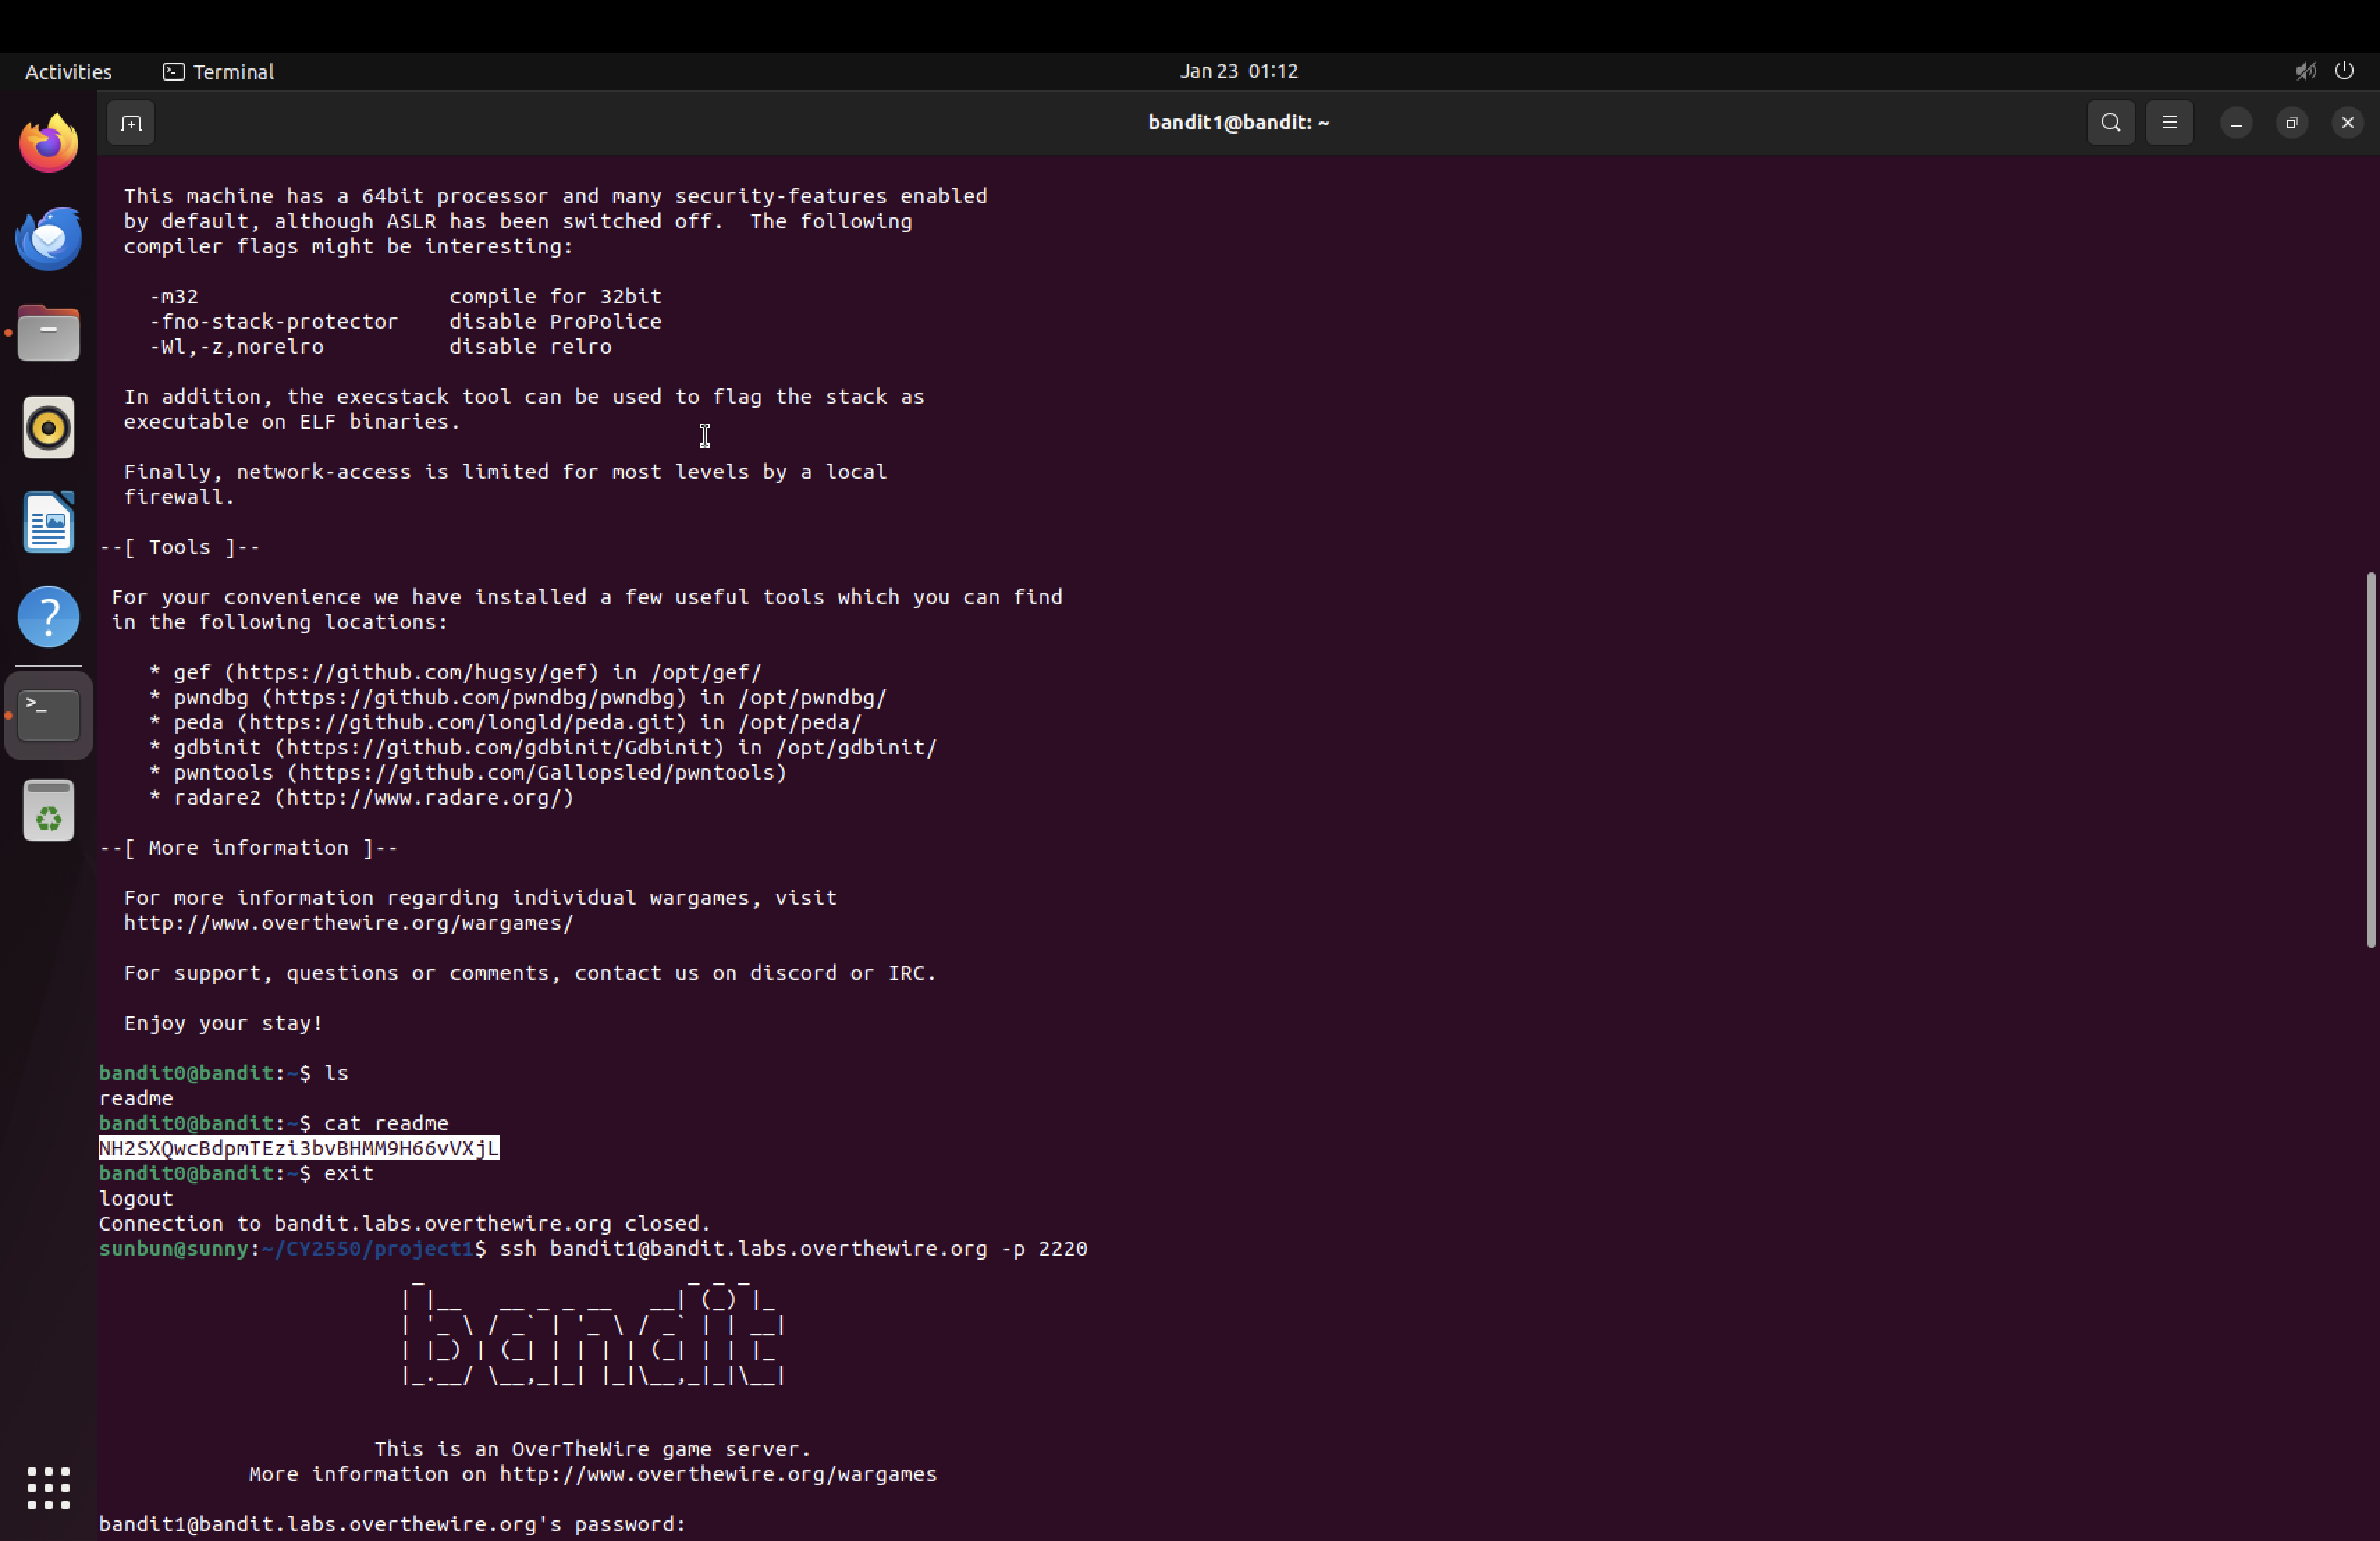 Activities
Terminal
Jan 23 01:12
bandit1@bandit: ~
This machine has a 64bit processor and many security-features enabled
by default, although ASLR has been switched off.  The following
compiler flags might be interesting:
-m32                    compile for 32bit
-fno-stack-protector    disable ProPolice
-Wl,-z,norelro          disable relro
In addition, the execstack tool can be used to flag the stack as
executable on ELF binaries.
Finally, network-access is limited for most levels by a local
firewall.
--[ Tools ]--
For your convenience we have installed a few useful tools which you can find
in the following locations:
* gef (https://github.com/hugsy/gef) in /opt/gef/
* pwndbg (https://github.com/pwndbg/pwndbg) in /opt/pwndbg/
* peda (https://github.com/longld/peda.git) in /opt/peda/
* gdbinit (https://github.com/gdbinit/Gdbinit) in /opt/gdbinit/
* pwntools (https://github.com/Gallopsled/pwntools)
* radare2 (http://www.radare.org/)
--[ More information ]--
For more information regarding individual wargames, visit
http://www.overthewire.org/wargames/
For support, questions or comments, contact us on discord or IRC.
Enjoy your stay!
bandit0@bandit:~$ ls
readme
bandit0@bandit:~$ cat readme
NH2SXQwcBdpmTEzi3bvBHMM9H66vVXjL
bandit0@bandit:~$ exit
logout
Connection to bandit.labs.overthewire.org closed.
sunbun@sunny:~/CY2550/project1$ ssh bandit1@bandit.labs.overthewire.org -p 2220
bandit
This is an OverTheWire game server.
More information on http://www.overthewire.org/wargames
bandit1@bandit.labs.overthewire.org's password: